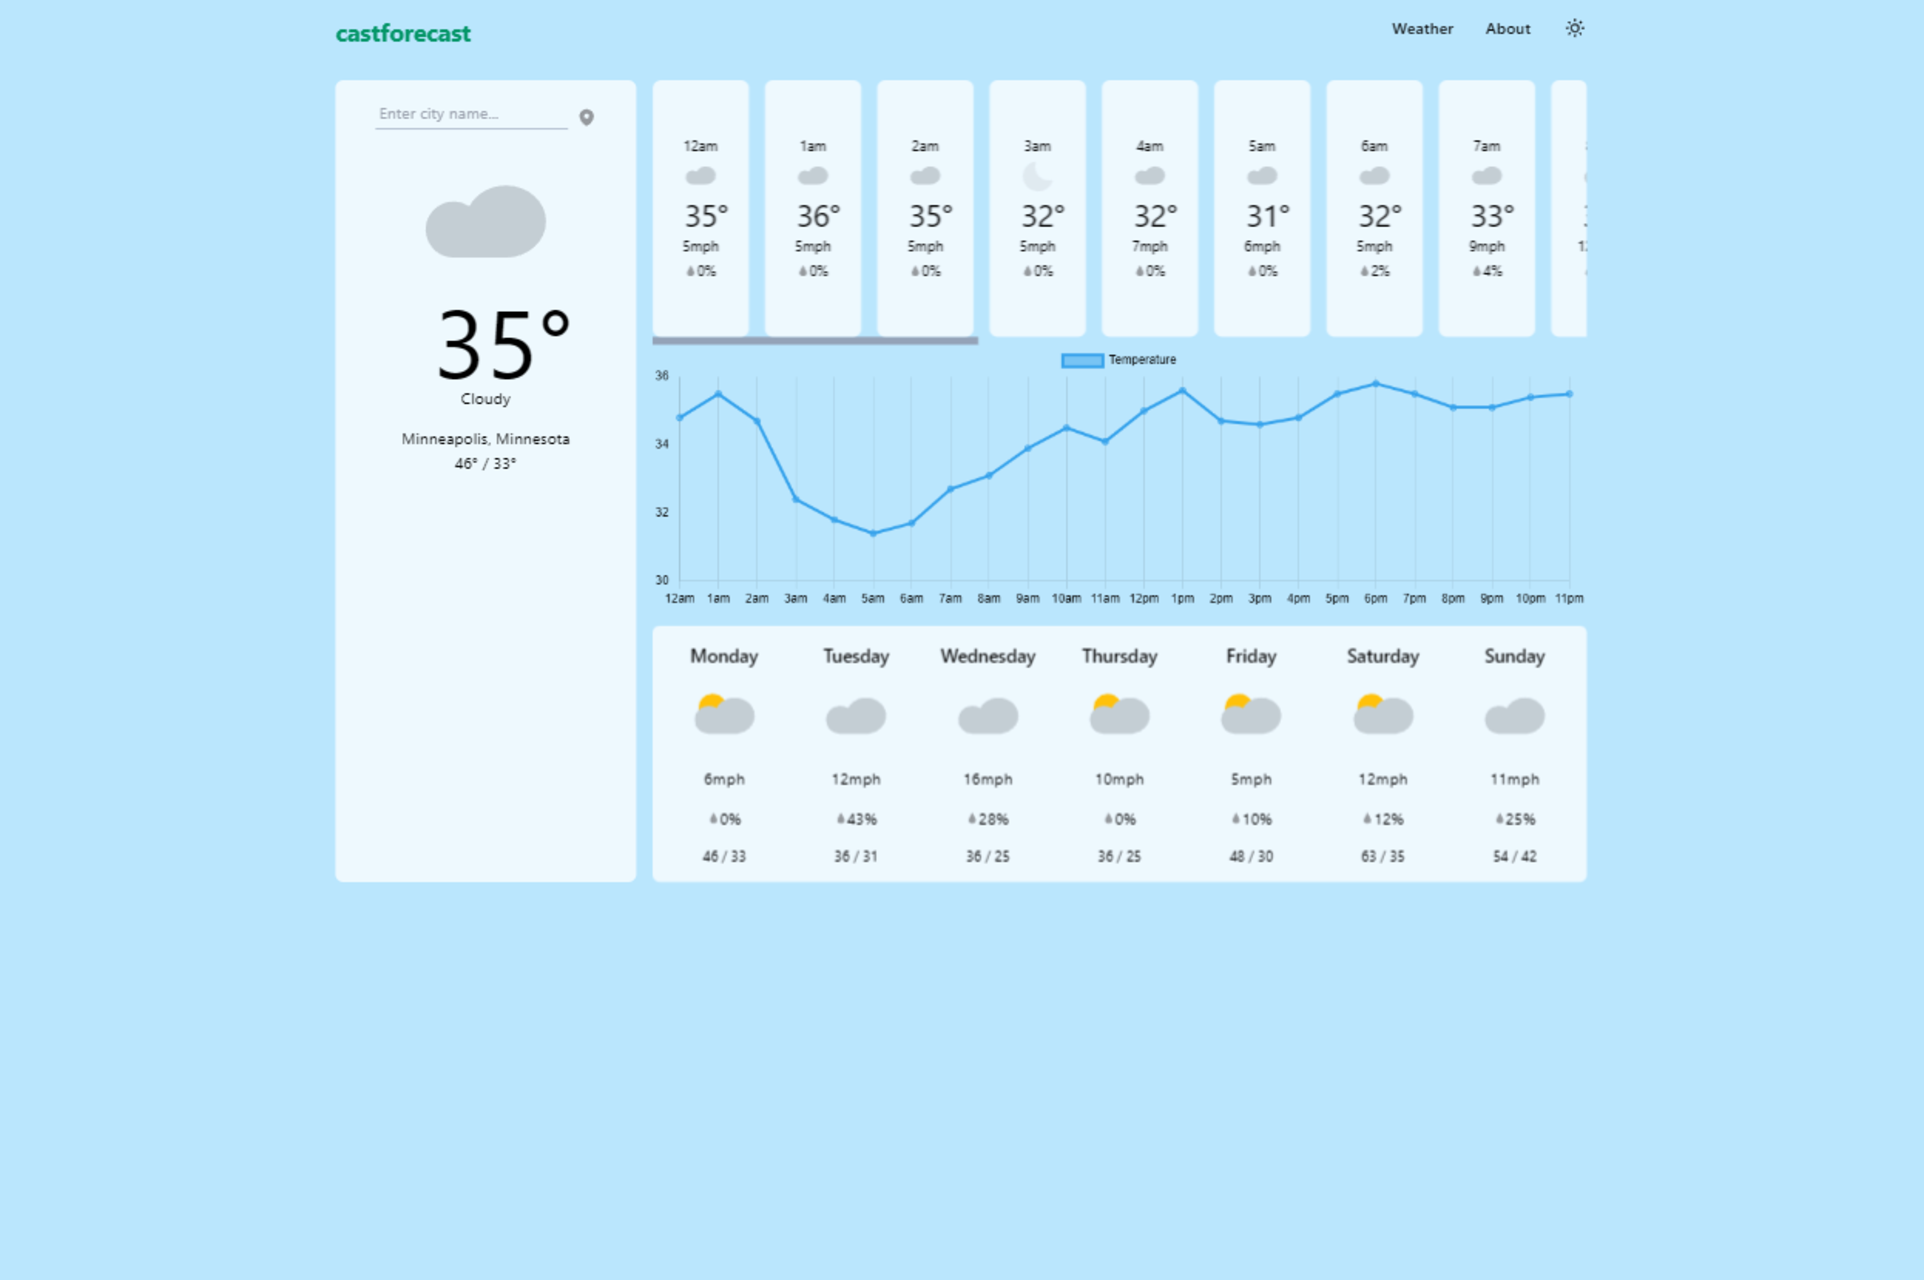 castforecast
Weather About
Enter city name...
35°
Cloudy
Minneapolis, Minnesota
46° / 33°
12am 1am 2am 3am 4am 5am 6am 7am
35° 36° 35° 32° 32° 31° 32° 33°
5mph 5mph 5mph 5mph 7mph 6mph 5mph 9mph
0% 0% 0% 0% 0% 0% 2% 4%
Temperature
36
34
32
30
12am 1am 2am 3am 4am 5am 6am 7am 8am 9am 10am 11am 12pm 1pm 2pm 3pm 4pm 5pm 6pm 7pm 8pm 9pm 10pm 11pm
Monday Tuesday Wednesday Thursday Friday Saturday Sunday
6mph 12mph 16mph 10mph 5mph 12mph 11mph
0% 43% 28% 0% 10% 12% 25%
46 / 33 36 / 31 36 / 25 36 / 25 48 / 30 63 / 35 54 / 42